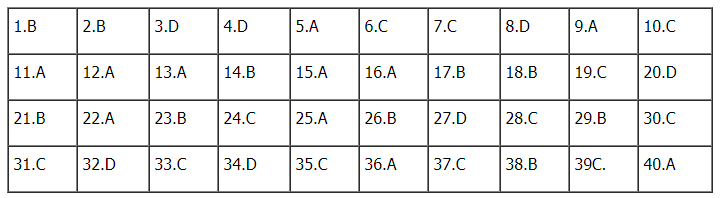 1.B 2.B 3.D 4.D 5.A 6.C 7.C 8.D 9.A 10.C
11.A 12.A 13.A 14.B 15.A 16.A 17.B 18.B 19.C 20.D
21.B 22.A 23.B 24.C 25.A 26.B 27.D 28.C 29.B 30.C
31.C 32.D 33.C 34.D 35.C 36.A 37.C 38.B 39C. 40.A